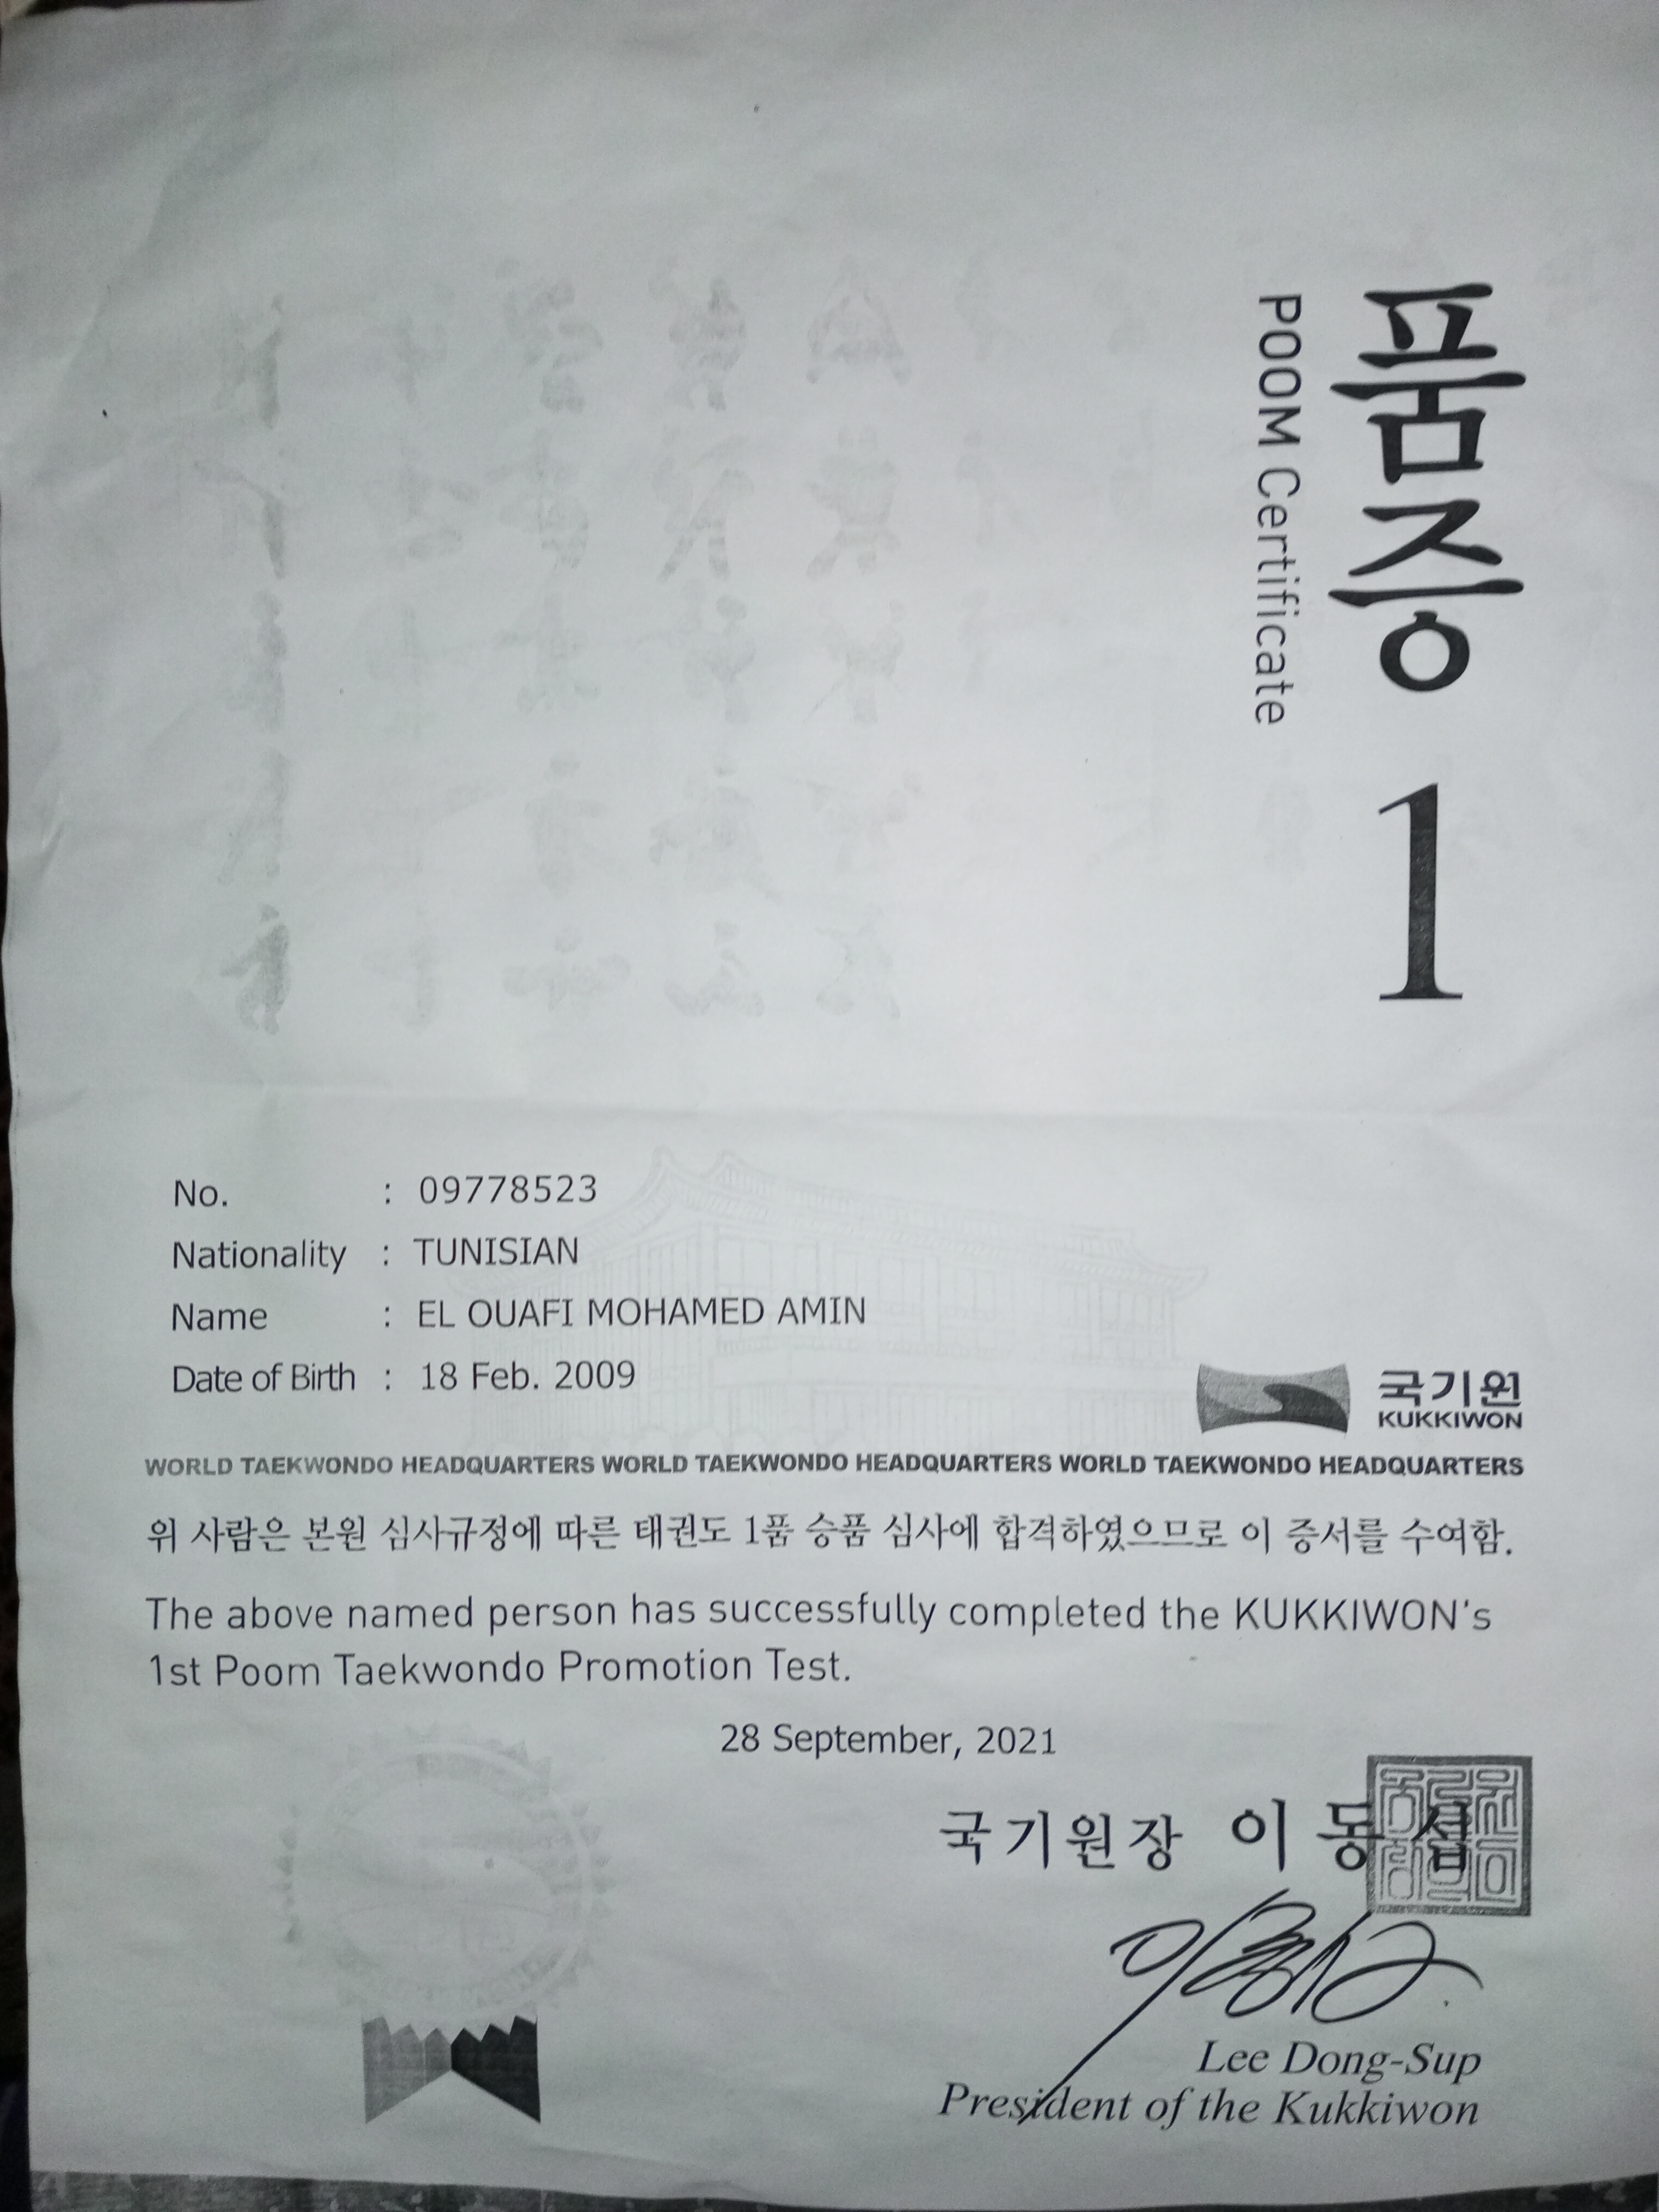 품증 1
POOM Certificate
No. : 09778523
Nationality : TUNISIAN
Name : EL OUAFI MOHAMED AMIN
Date of Birth : 18 Feb. 2009
국기원
KUKKIWON
WORLD TAEKWONDO HEADQUARTERS WORLD TAEKWONDO HEADQUARTERS WORLD TAEKWONDO HEADQUARTERS
위 사람은 본원 심사규정에 따른 태권도 1품 승품 심사에 합격하였으므로 이 증서를 수여함.
The above named person has successfully completed the KUKKIWON's
1st Poom Taekwondo Promotion Test.
28 September, 2021
국기원장 이동섭
Lee Dong-Sup
President of the Kukkiwon